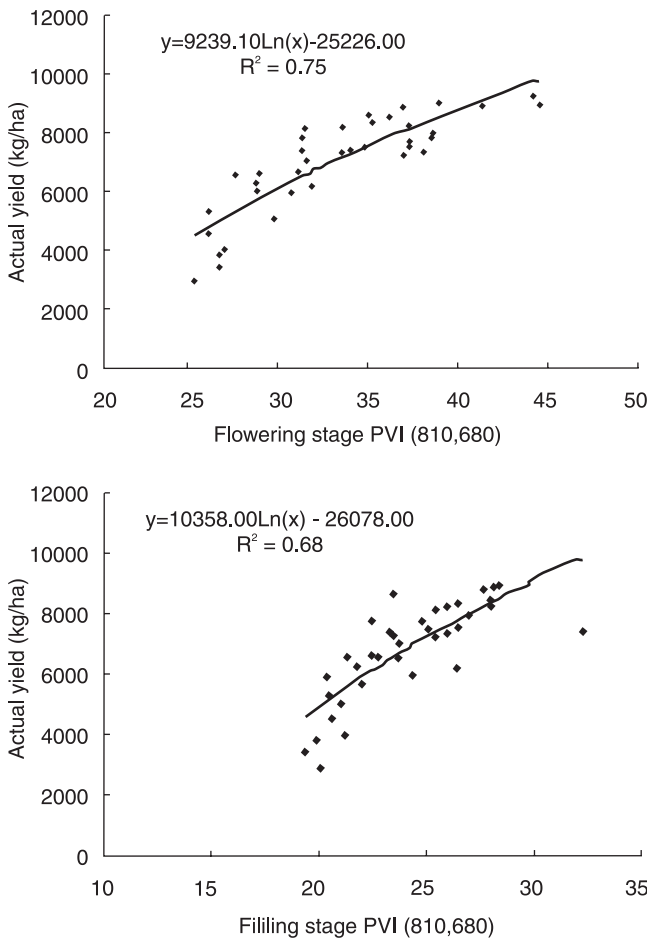 y=9239.10Ln(x)-25226.00
R² = 0.75
Actual yield (kg/ha)
12000
10000
8000
6000
4000
2000
0
20 25 30 35 40 45 50
Flowering stage PVI (810,680)
y=10358.00Ln(x) - 26078.00
R² = 0.68
Actual yield (kg/ha)
12000
10000
8000
6000
4000
2000
0
10 15 20 25 30 35
Fililing stage PVI (810,680)